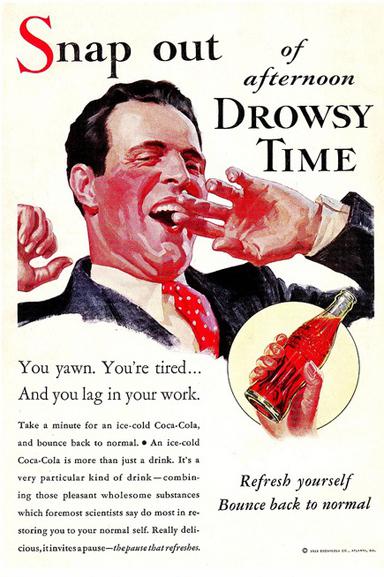 Snap out of
afternoon
DROWSY
TIME
You yawn. You're tired...
And you lag in your work.
Take a minute for an ice-cold Coca-Cola,
and bounce back to normal. ● An ice-cold
Coca-Cola is more than just a drink. It's a
very particular kind of drink—combin-
ing those pleasant wholesome substances
which foremost scientists say do most in re-
storing you to your normal self. Really deli-
cious, it invites a pause—the pause that refreshes.
Refresh yourself
Bounce back to normal